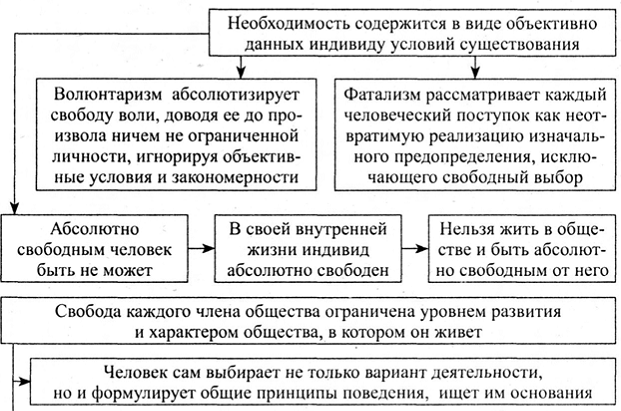 Необходимость содержится в виде объективно
данных индивиду условий существования
Волюнтаризм абсолютизирует
свободу воли, доводя ее до про-
извола ничем не ограниченной
личности, игнорируя объектив-
ные условия и закономерности
Фатализм рассматривает каждый
человеческий поступок как неот-
вратимую реализацию изначаль-
ного предопределения, исклю-
чающего свободный выбор
Абсолютно
свободным человек
быть не может
В своей внутренней
жизни индивид
абсолютно свободен
Нельзя жить в обще-
стве и быть абсолют-
но свободным от него
Свобода каждого члена общества ограничена уровнем развития
и характером общества, в котором он живет
Человек сам выбирает не только вариант деятельности,
но и формулирует общие принципы поведения, ищет им основания